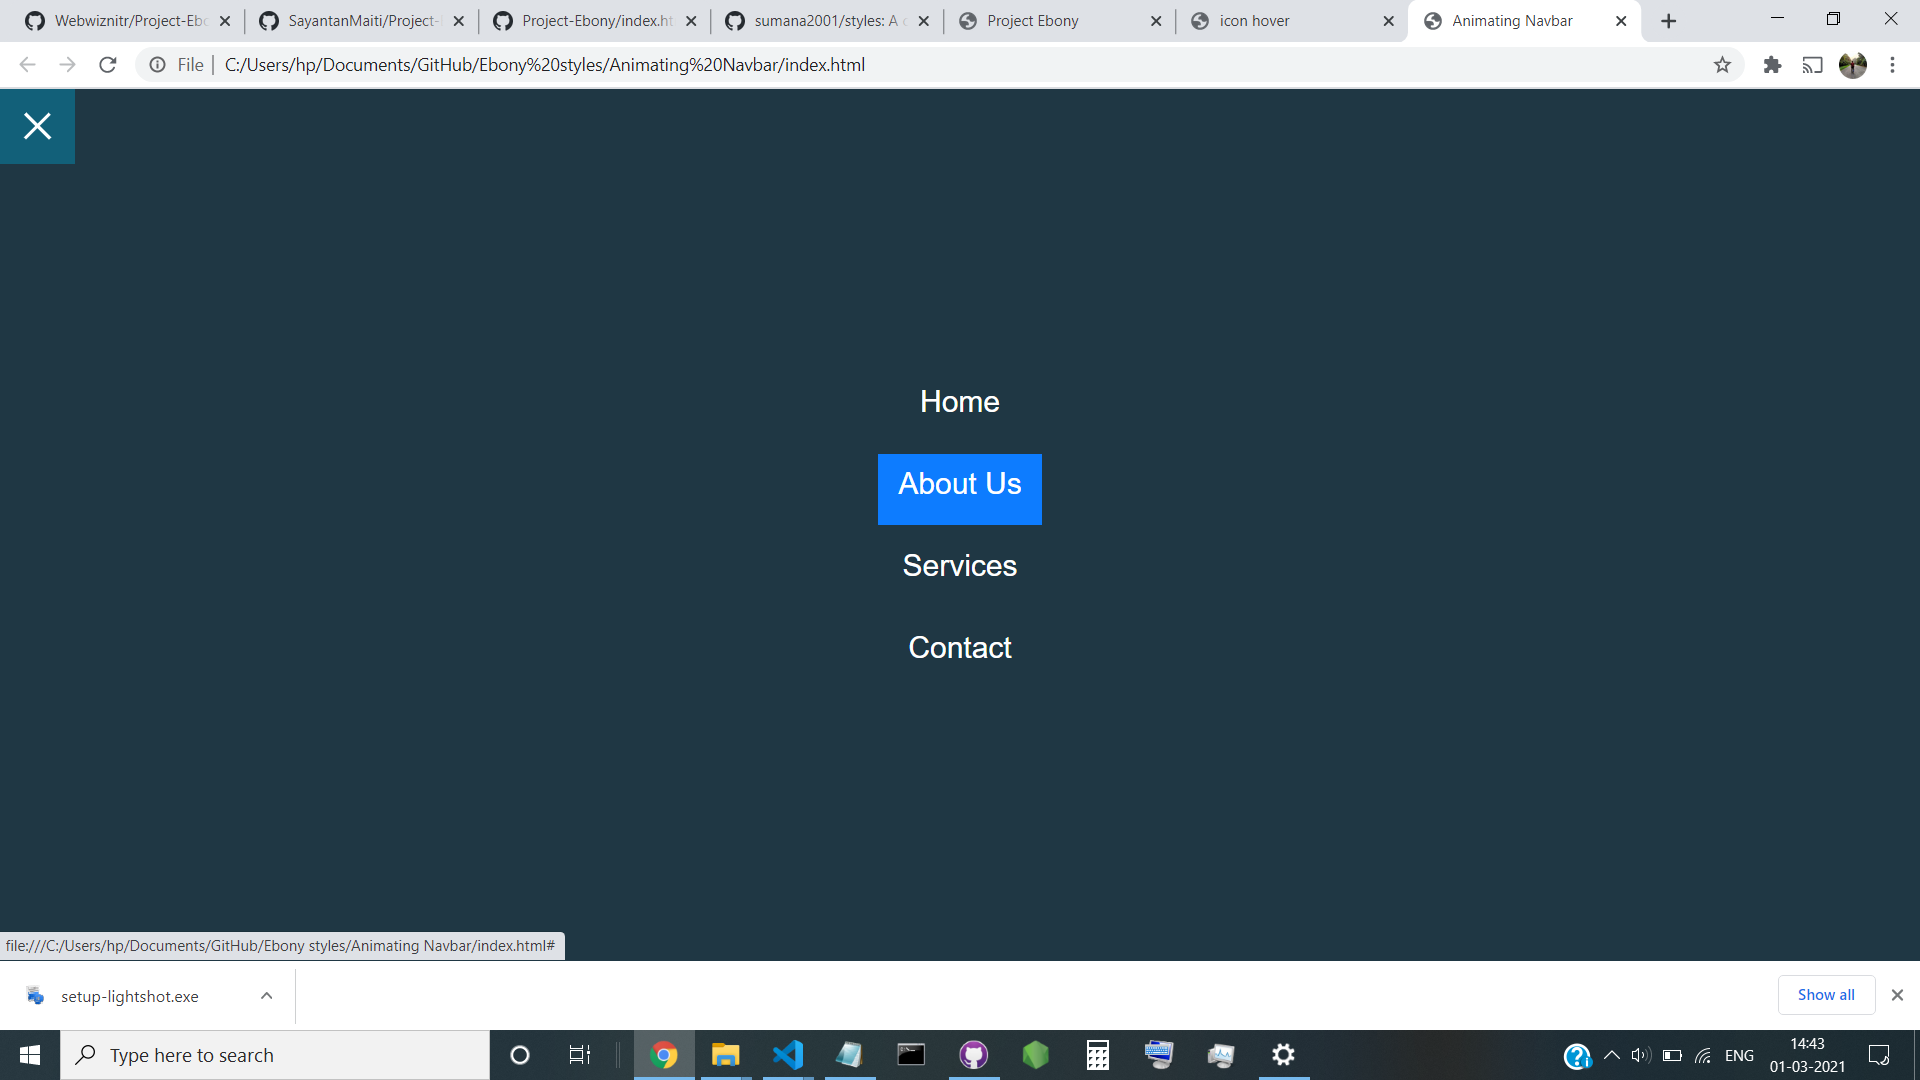 Webwiznitr/Project-Ebo
SayantanMaiti/Project-
Project-Ebony/index.ht
sumana2001/styles: A c
Project Ebony
icon hover
Animating Navbar
File | C:/Users/hp/Documents/GitHub/Ebony%20styles/Animating%20Navbar/index.html
Home
About Us
Services
Contact
file:///C:/Users/hp/Documents/GitHub/Ebony styles/Animating Navbar/index.html#
setup-lightshot.exe
Show all
Type here to search
ENG
14:43
01-03-2021